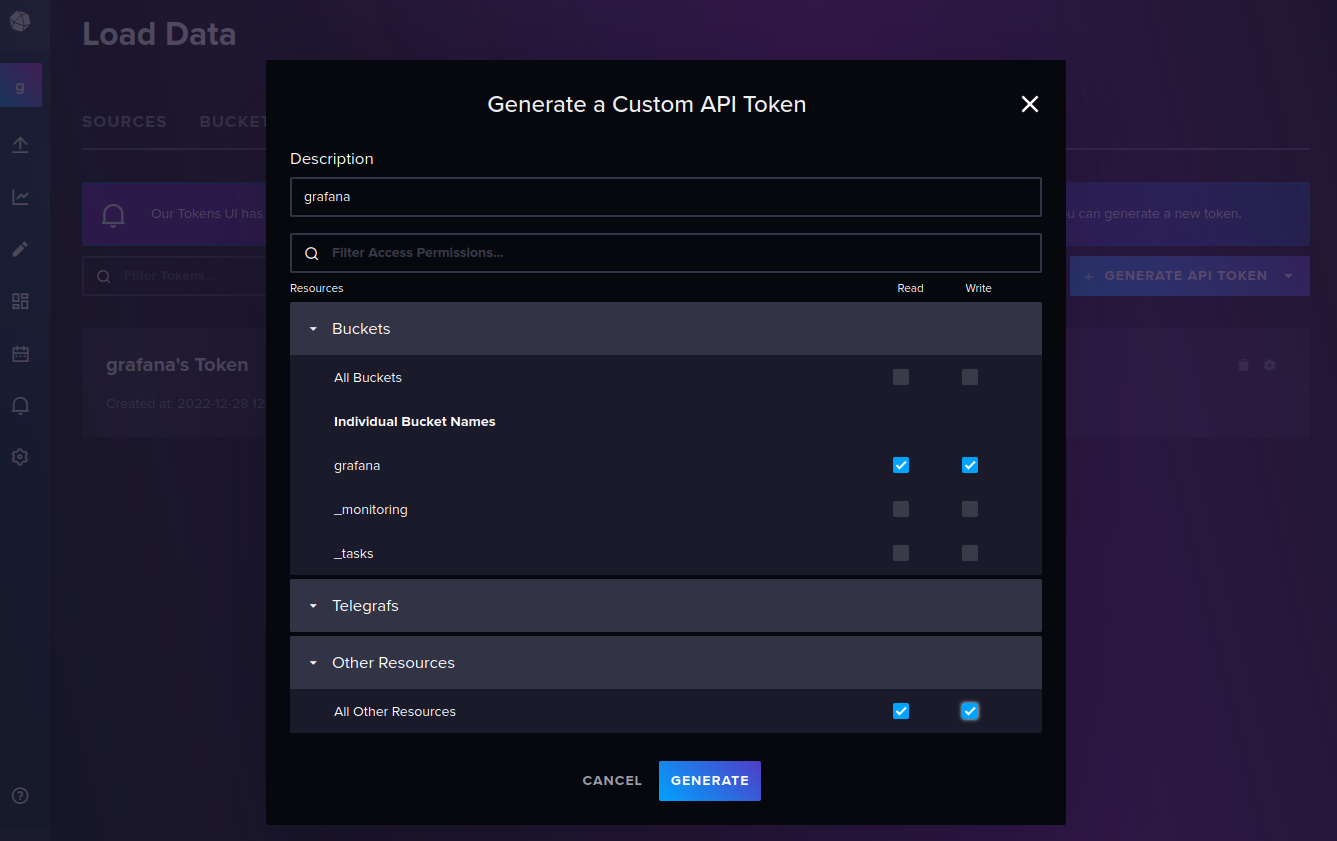 Load Data
g
SOURCES BUCKET
Generate a Custom API Token
Description
grafana
Our Tokens UI has
u can generate a new token.
Filter Access Permissions...
Filter Tokens...
GENERATE API TOKEN
Resources Read Write
Buckets
grafana's Token
All Buckets
Created at: 2022-12-28 12
Individual Bucket Names
grafana
_monitoring
_tasks
Telegrafs
Other Resources
All Other Resources
CANCEL GENERATE